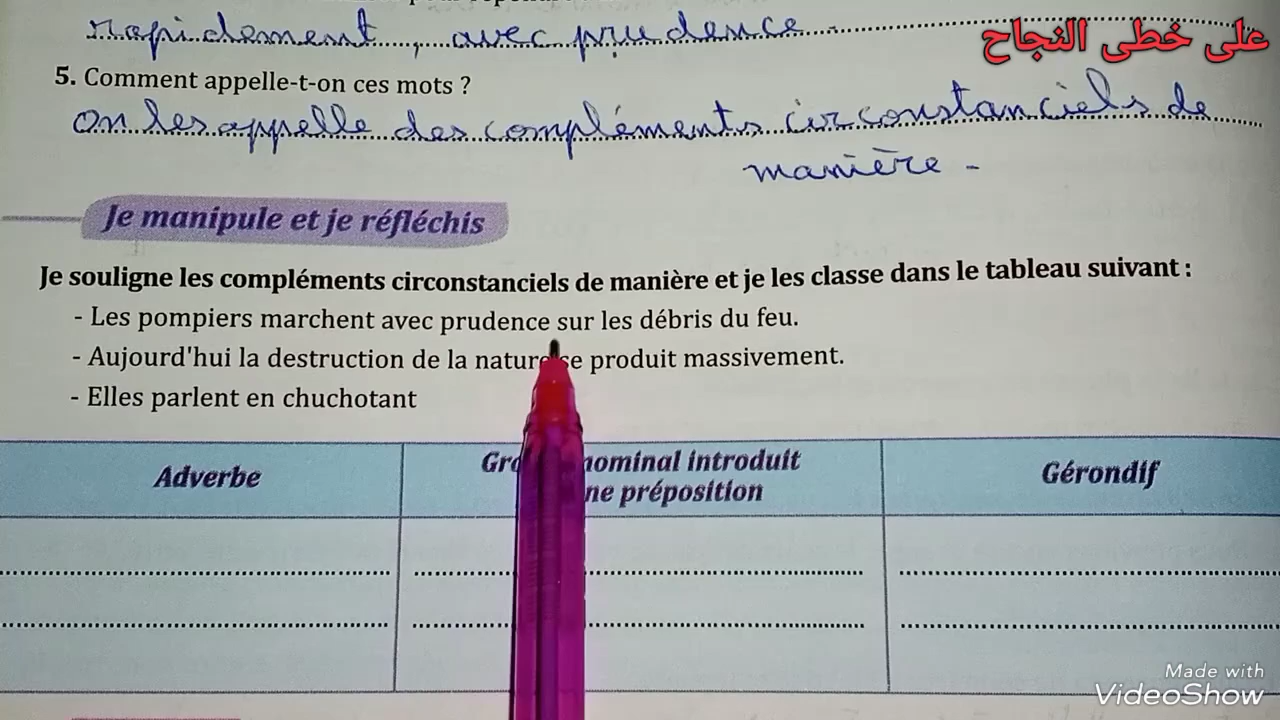 rapidement, avec prudence
على خطى النجاح
5. Comment appelle-t-on ces mots ?
on les appelle des compléments circonstanciels de
manière -
Je manipule et je réfléchis
Je souligne les compléments circonstanciels de manière et je les classe dans le tableau suivant :
- Les pompiers marchent avec prudence sur les débris du feu.
- Aujourd'hui la destruction de la nature se produit massivement.
- Elles parlent en chuchotant
Adverbe
nominal introduit
préposition
Gérondif
Made with
VideoShow